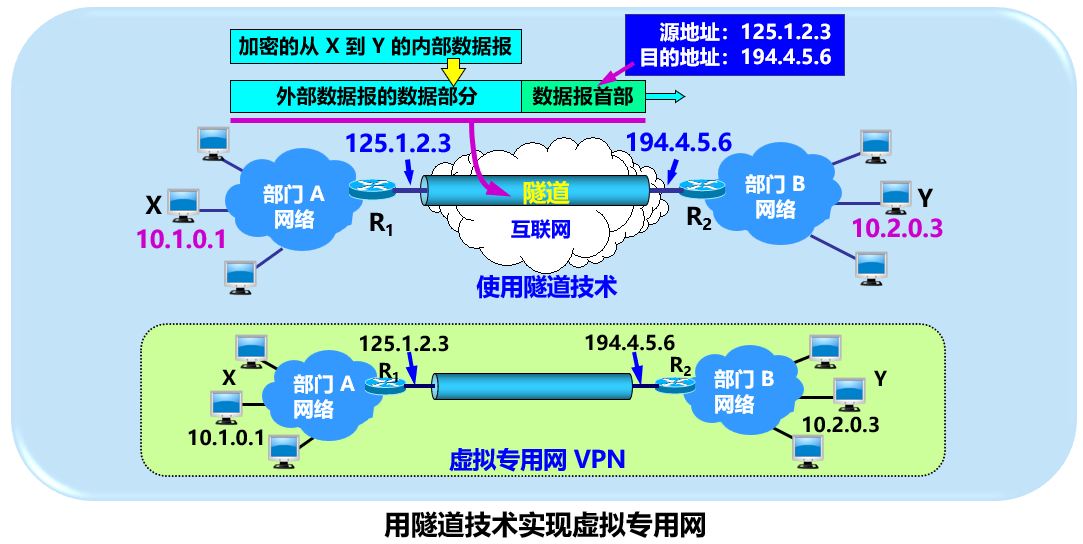 加密的从 X 到 Y 的内部数据报
源地址：125.1.2.3
目的地址：194.4.5.6
外部数据报的数据部分
数据报首部
125.1.2.3
194.4.5.6
部门 A
网络
隧道
部门 B
网络
X
Y
R1
R2
互联网
10.1.0.1
10.2.0.3
使用隧道技术
125.1.2.3
194.4.5.6
X
部门 A
网络
R1
R2
部门 B
网络
Y
10.1.0.1
10.2.0.3
虚拟专用网 VPN
用隧道技术实现虚拟专用网